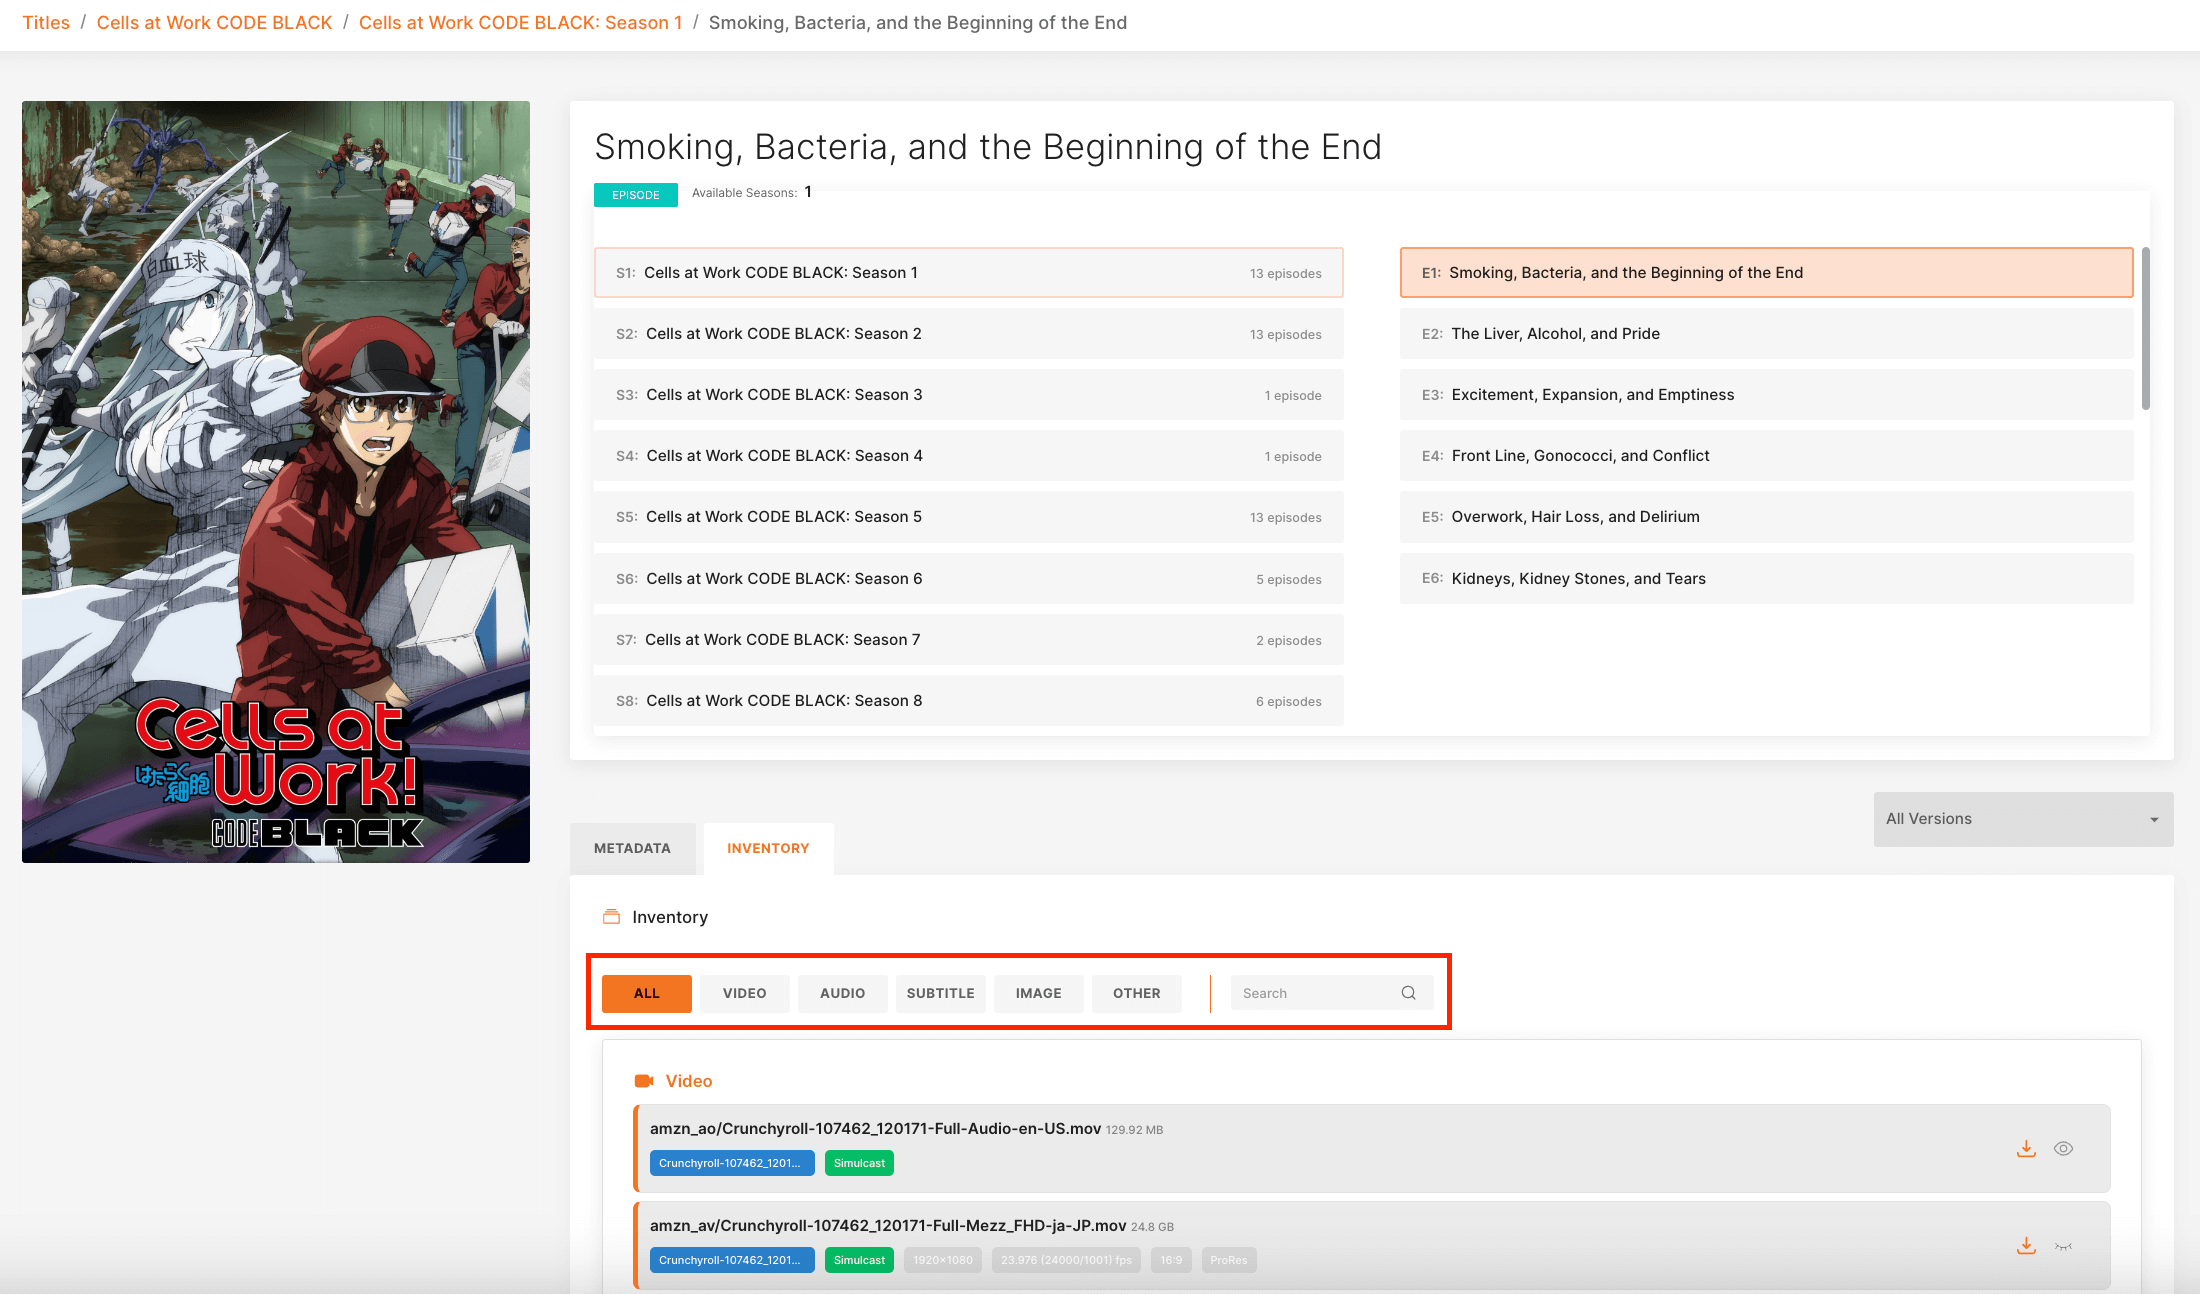 Titles / Cells at Work CODE BLACK / Cells at Work CODE BLACK: Season 1 / Smoking, Bacteria, and the Beginning of the End
白血球
Cells at
はたらく
細胞
Work!
CODE BLACK
Smoking, Bacteria, and the Beginning of the End
EPISODE Available Seasons: 1
S1: Cells at Work CODE BLACK: Season 1 13 episodes
S2: Cells at Work CODE BLACK: Season 2 13 episodes
S3: Cells at Work CODE BLACK: Season 3 1 episode
S4: Cells at Work CODE BLACK: Season 4 1 episode
S5: Cells at Work CODE BLACK: Season 5 13 episodes
S6: Cells at Work CODE BLACK: Season 6 5 episodes
S7: Cells at Work CODE BLACK: Season 7 2 episodes
S8: Cells at Work CODE BLACK: Season 8 6 episodes
E1: Smoking, Bacteria, and the Beginning of the End
E2: The Liver, Alcohol, and Pride
E3: Excitement, Expansion, and Emptiness
E4: Front Line, Gonococci, and Conflict
E5: Overwork, Hair Loss, and Delirium
E6: Kidneys, Kidney Stones, and Tears
All Versions
METADATA INVENTORY
Inventory
ALL VIDEO AUDIO SUBTITLE IMAGE OTHER Search
Video
amzn_ao/Crunchyroll-107462_120171-Full-Audio-en-US.mov 129.92 MB
Crunchyroll-107462_1201... Simulcast
amzn_av/Crunchyroll-107462_120171-Full-Mezz_FHD-ja-JP.mov 24.8 GB
Crunchyroll-107462_1201... Simulcast 1920×1080 23.976 (24000/1001) fps 16:9 ProRes